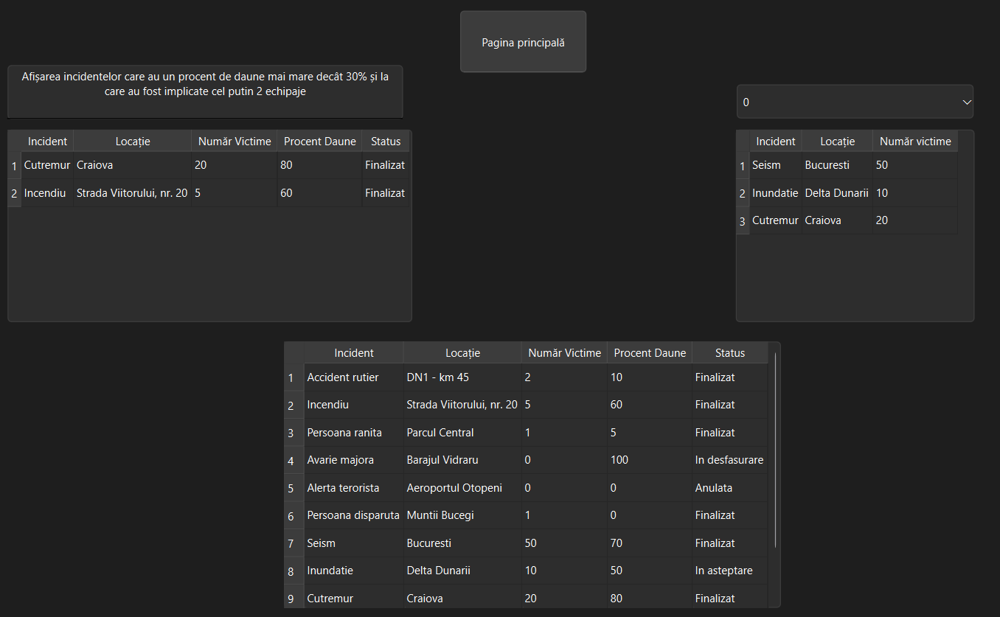 Pagina principală
Afișarea incidentelor care au un procent de daune mai mare decât 30% și la
care au fost implicate cel putin 2 echipaje
0
Incident Locație Număr Victime Procent Daune Status
1 Cutremur Craiova 20 80 Finalizat
2 Incendiu Strada Viitorului, nr. 20 5 60 Finalizat
Incident Locație Număr victime
1 Seism Bucuresti 50
2 Inundatie Delta Dunarii 10
3 Cutremur Craiova 20
Incident Locație Număr Victime Procent Daune Status
1 Accident rutier DN1 - km 45 2 10 Finalizat
2 Incendiu Strada Viitorului, nr. 20 5 60 Finalizat
3 Persoana ranita Parcul Central 1 5 Finalizat
4 Avarie majora Barajul Vidraru 0 100 In desfasurare
5 Alerta terorista Aeroportul Otopeni 0 0 Anulata
6 Persoana disparuta Muntii Bucegi 1 0 Finalizat
7 Seism Bucuresti 50 70 Finalizat
8 Inundatie Delta Dunarii 10 50 In asteptare
9 Cutremur Craiova 20 80 Finalizat